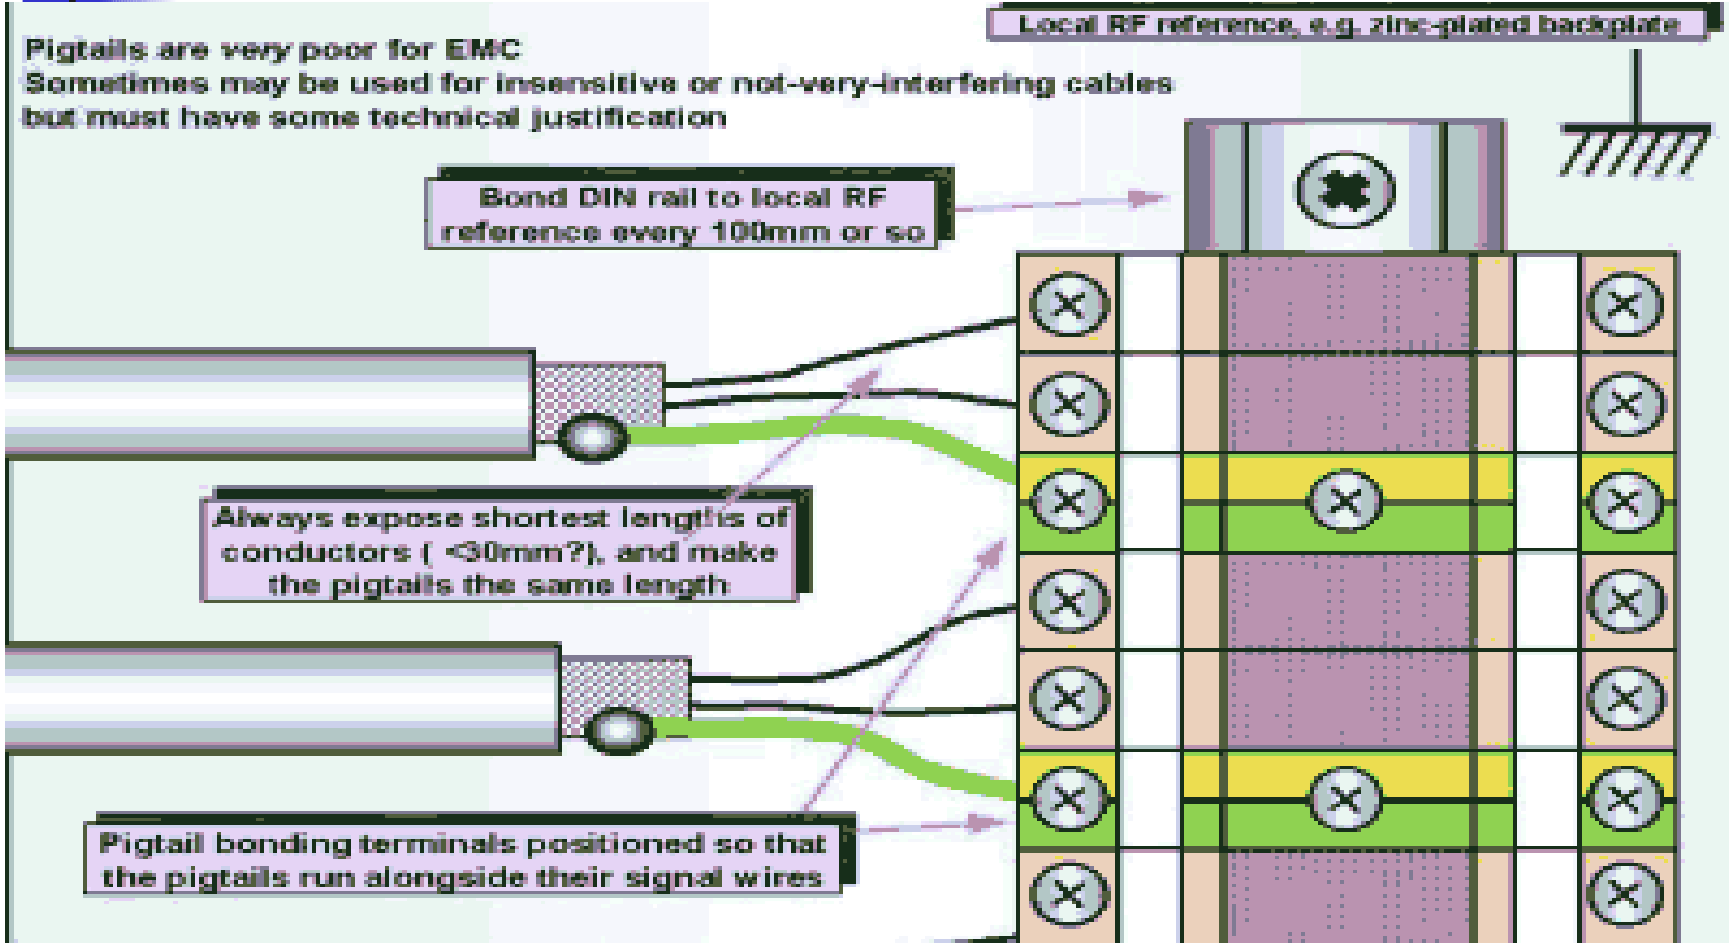 Local RF reference, e.g. zinc-plated backplate
Pigtails are very poor for EMC
Sometimes may be used for insensitive or not-very-interfering cables
but must have some technical justification
Bond DIN rail to local RF
reference every 100mm or so
Always expose shortest lengths of
conductors ( <30mm?), and make
the pigtails the same length
Pigtail bonding terminals positioned so that
the pigtails run alongside their signal wires